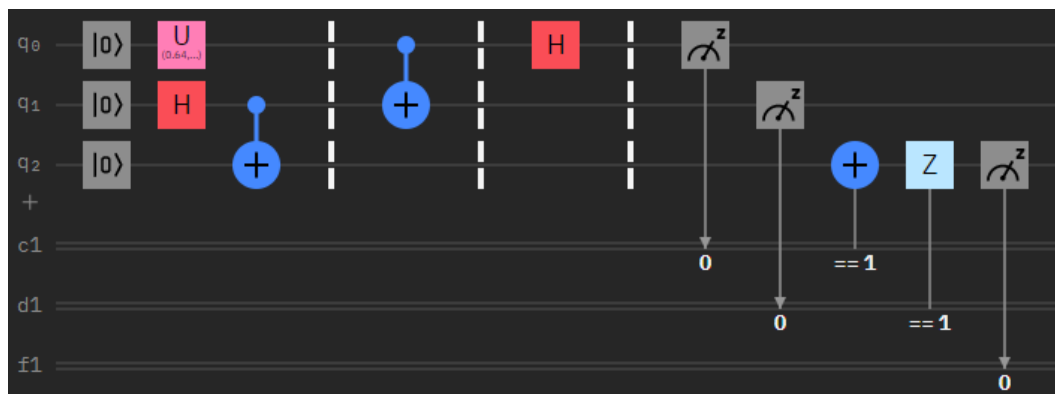 q0 |0⟩ U H z
(0.64,...)
q1 |0⟩ H + z
q2 |0⟩ + + Z z
+
c1
0 == 1
d1
0 == 1
f1
0